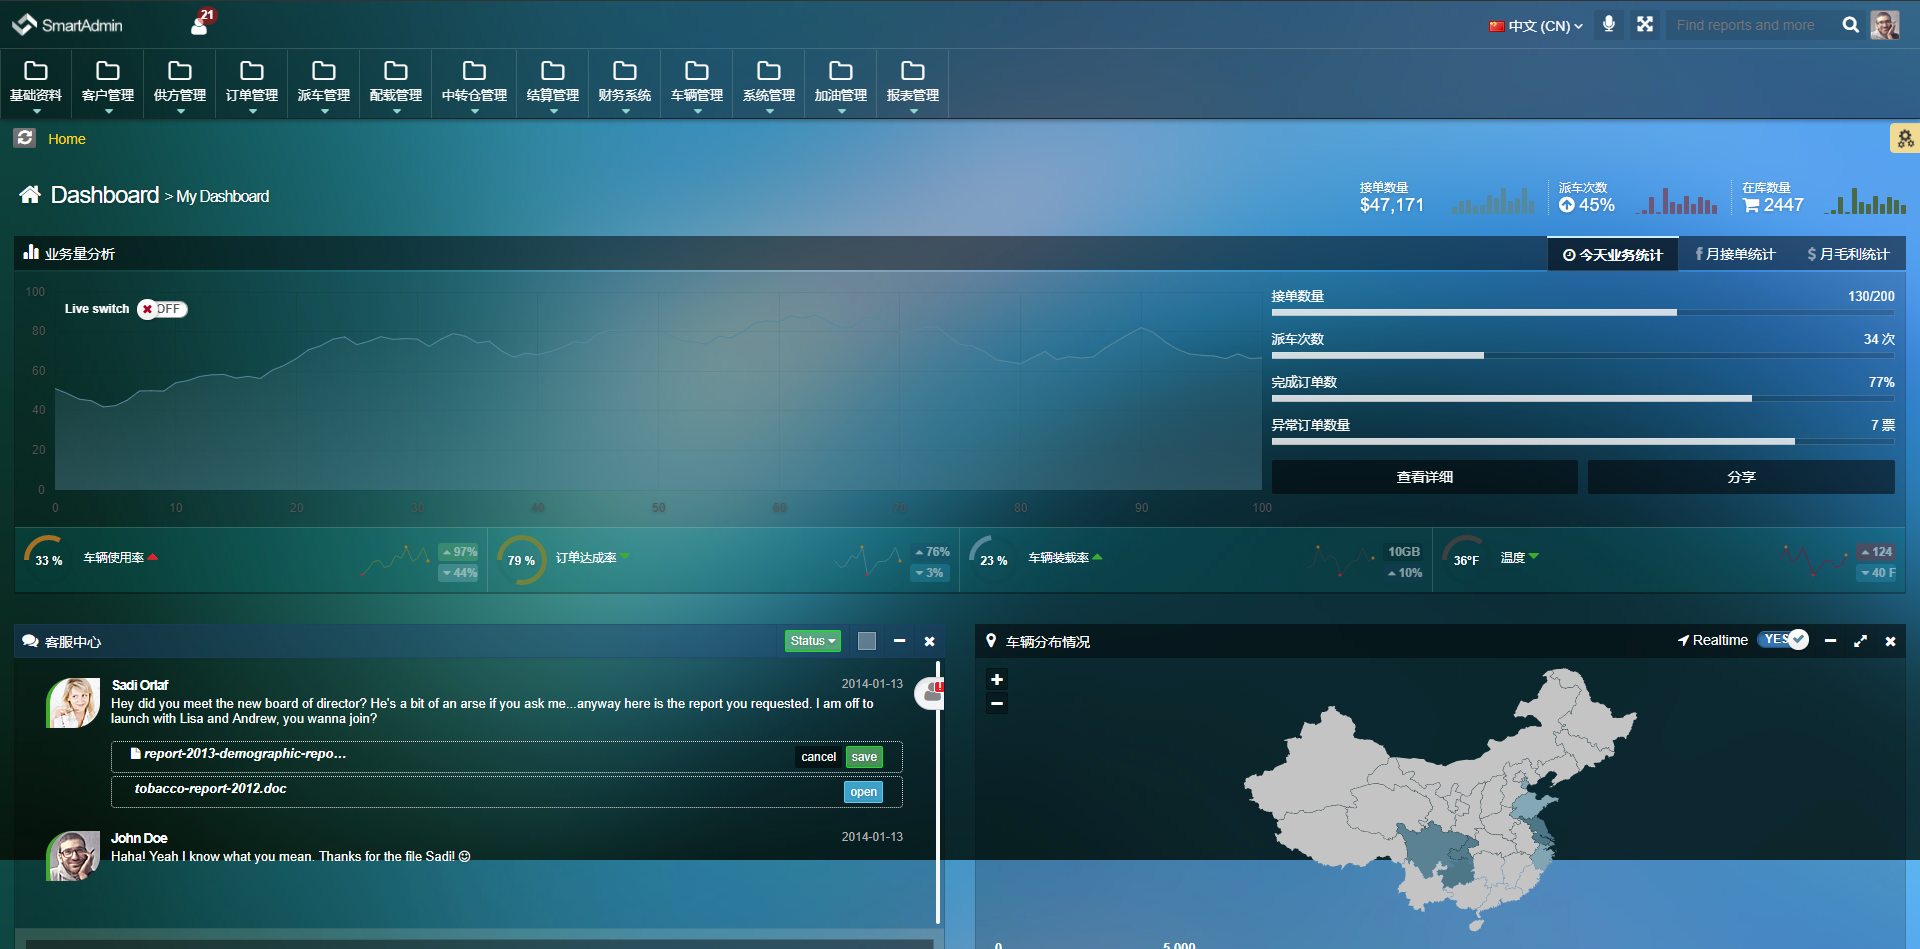 SmartAdmin
21
中文 (CN)
Find reports and more
基础资料 客户管理 供方管理 订单管理 派车管理 配载管理 中转仓管理 结算管理 财务系统 车辆管理 系统管理 加油管理 报表管理
Home
Dashboard > My Dashboard
接单数量
$47,171
派车次数
45%
在库数量
2447
业务量分析
今天业务统计
月接单统计
$ 月毛利统计
Live switch
OFF
100
80
60
40
20
0
0 10 20 30 40 50 60 70 80 90 100
接单数量 130/200
派车次数 34 次
完成订单数 77%
异常订单数量 7 票
查看详细
分享
33 %
车辆使用率
97%
44%
79 %
订单达成率
76%
3%
23 %
车辆装载率
10GB
10%
36°F
温度
124
40 F
客服中心
Status
Sadi Orlaf
2014-01-13
Hey did you meet the new board of director? He's a bit of an arse if you ask me...anyway here is the report you requested. I am off to
launch with Lisa and Andrew, you wanna join?
report-2013-demographic-repo...
cancel
save
tobacco-report-2012.doc
open
John Doe
2014-01-13
Haha! Yeah I know what you mean. Thanks for the file Sadi!
车辆分布情况
Realtime
YES
+
−
0
5,000